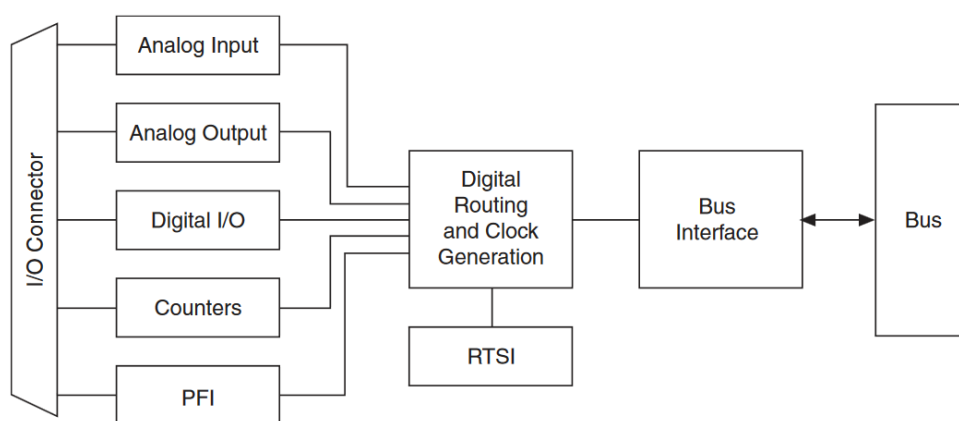 I/O Connector
Analog Input
Analog Output
Digital I/O
Counters
PFI
Digital
Routing
and Clock
Generation
RTSI
Bus
Interface
Bus